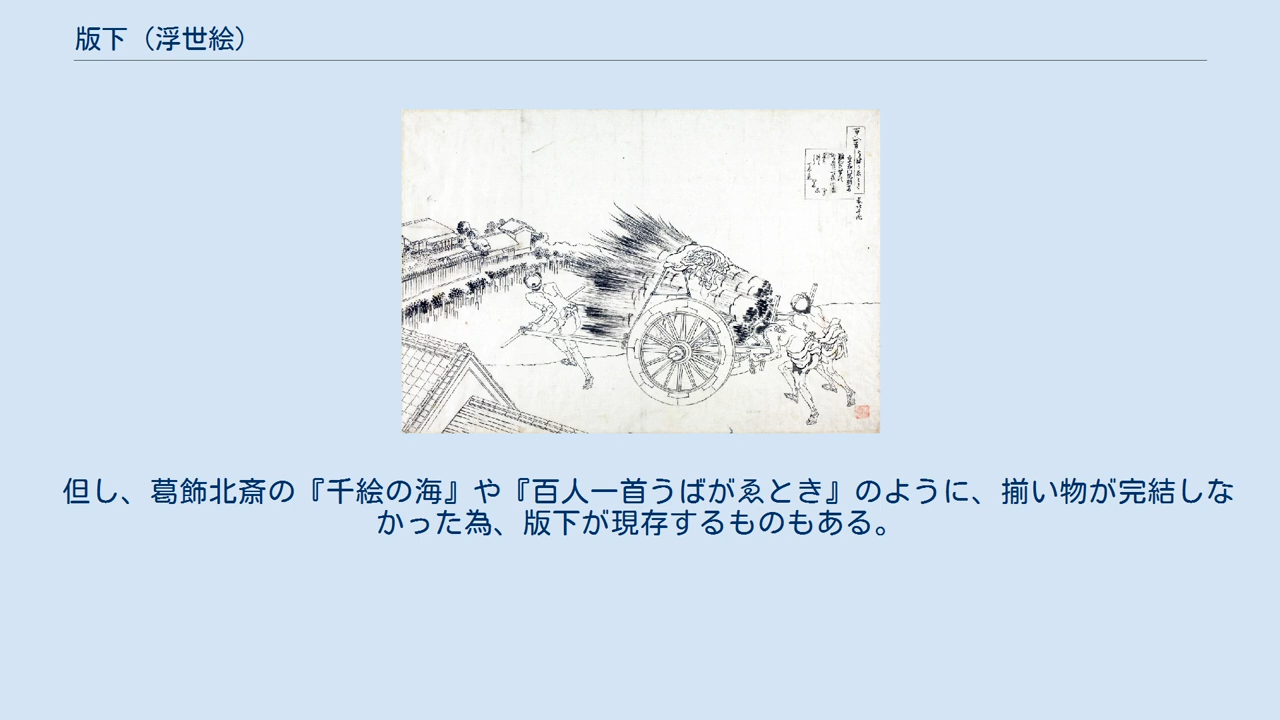 版下（浮世絵）
但し、葛飾北斎の『千絵の海』や『百人一首うばがゑとき』のように、揃い物が完結しな
かった為、版下が現存するものもある。